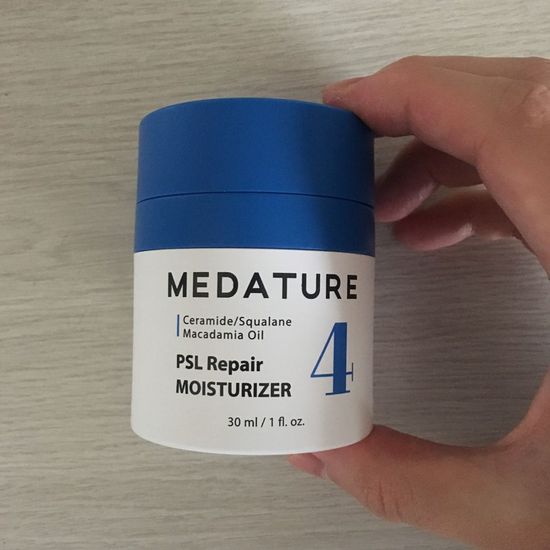 MEDATURE
Ceramide/Squalane
Macadamia Oil
PSL Repair
MOISTURIZER
4
30 ml / 1 fl. oz.